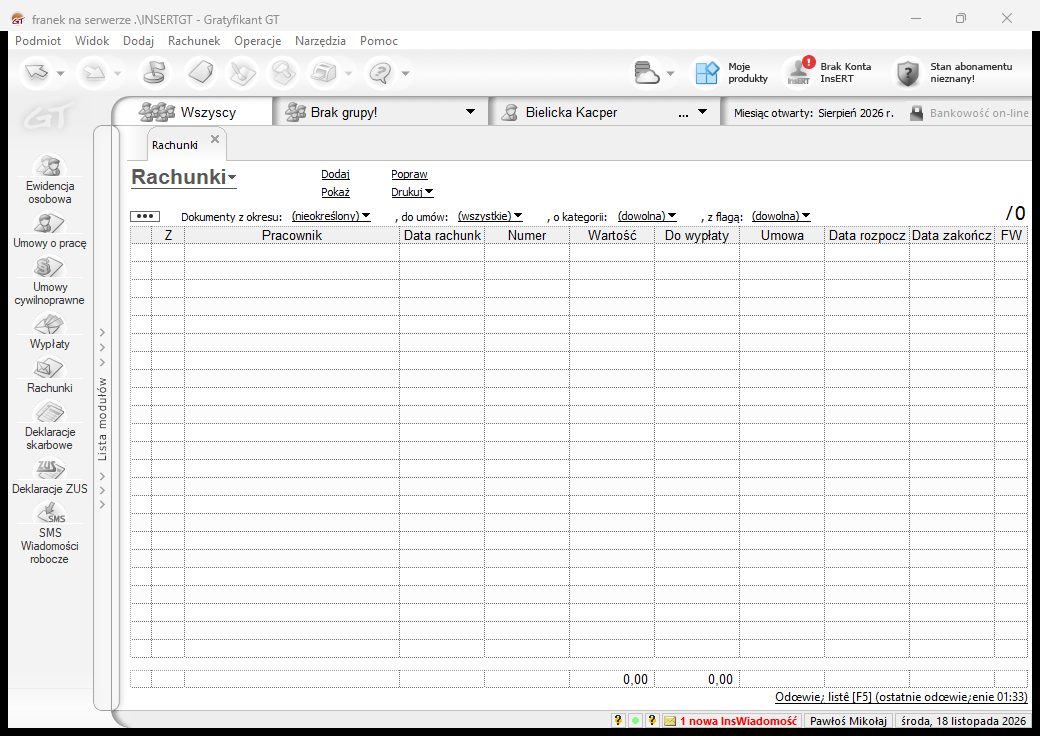 franek na serwerze .\INSERTGT - Gratyfikant GT
Podmiot Widok Dodaj Rachunek Operacje Narzędzia Pomoc
Moje produkty
Brak Konta InsERT
Stan abonamentu nieznany!
GT
Wszyscy
Brak grupy!
Bielicka Kacper ...
Miesiąc otwarty: Sierpień 2026 r.
Bankowość on-line
Rachunki
Ewidencja osobowa
Umowy o pracę
Umowy cywilnoprawne
Wypłaty
Rachunki
Deklaracje skarbowe
Deklaracje ZUS
SMS Wiadomości robocze
Lista modułów
Rachunki
Dodaj Popraw
Pokaż Drukuj
Dokumenty z okresu: (nieokreślony) , do umów: (wszystkie) , o kategorii: (dowolna) , z flagą: (dowolna)
/0
Z Pracownik Data rachunk Numer Wartość Do wypłaty Umowa Data rozpocz Data zakończ FW
0,00 0,00
Odœwie¿ listê [F5] (ostatnie odœwie¿enie 01:33)
1 nowa InsWiadomość Pawłoś Mikołaj środa, 18 listopada 2026